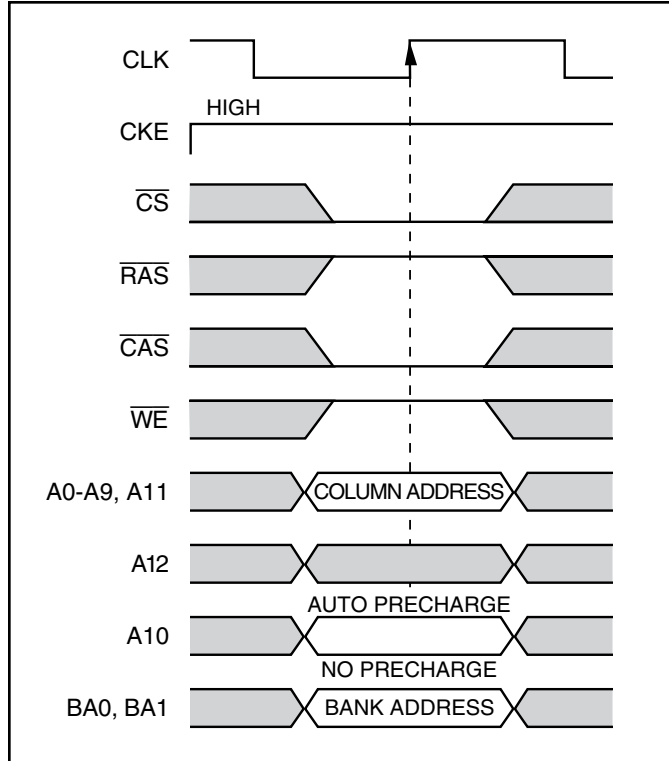 CLK
HIGH
CKE
CS
RAS
CAS
WE
A0-A9, A11
COLUMN ADDRESS
A12
AUTO PRECHARGE
A10
NO PRECHARGE
BA0, BA1
BANK ADDRESS